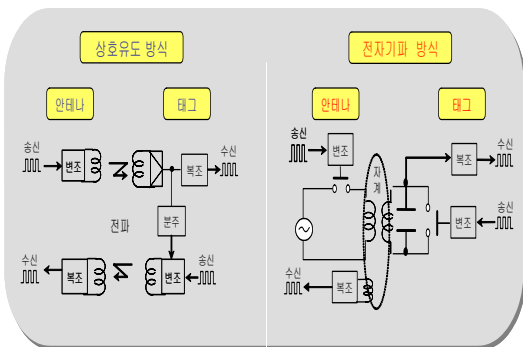 상호유도 방식
안테나
태그
송신
변조
복조
수신
전파
분주
수신
복조
변조
송신
전자기파 방식
안테나
태그
송신
변조
자계
복조
수신
변조
송신
수신
복조